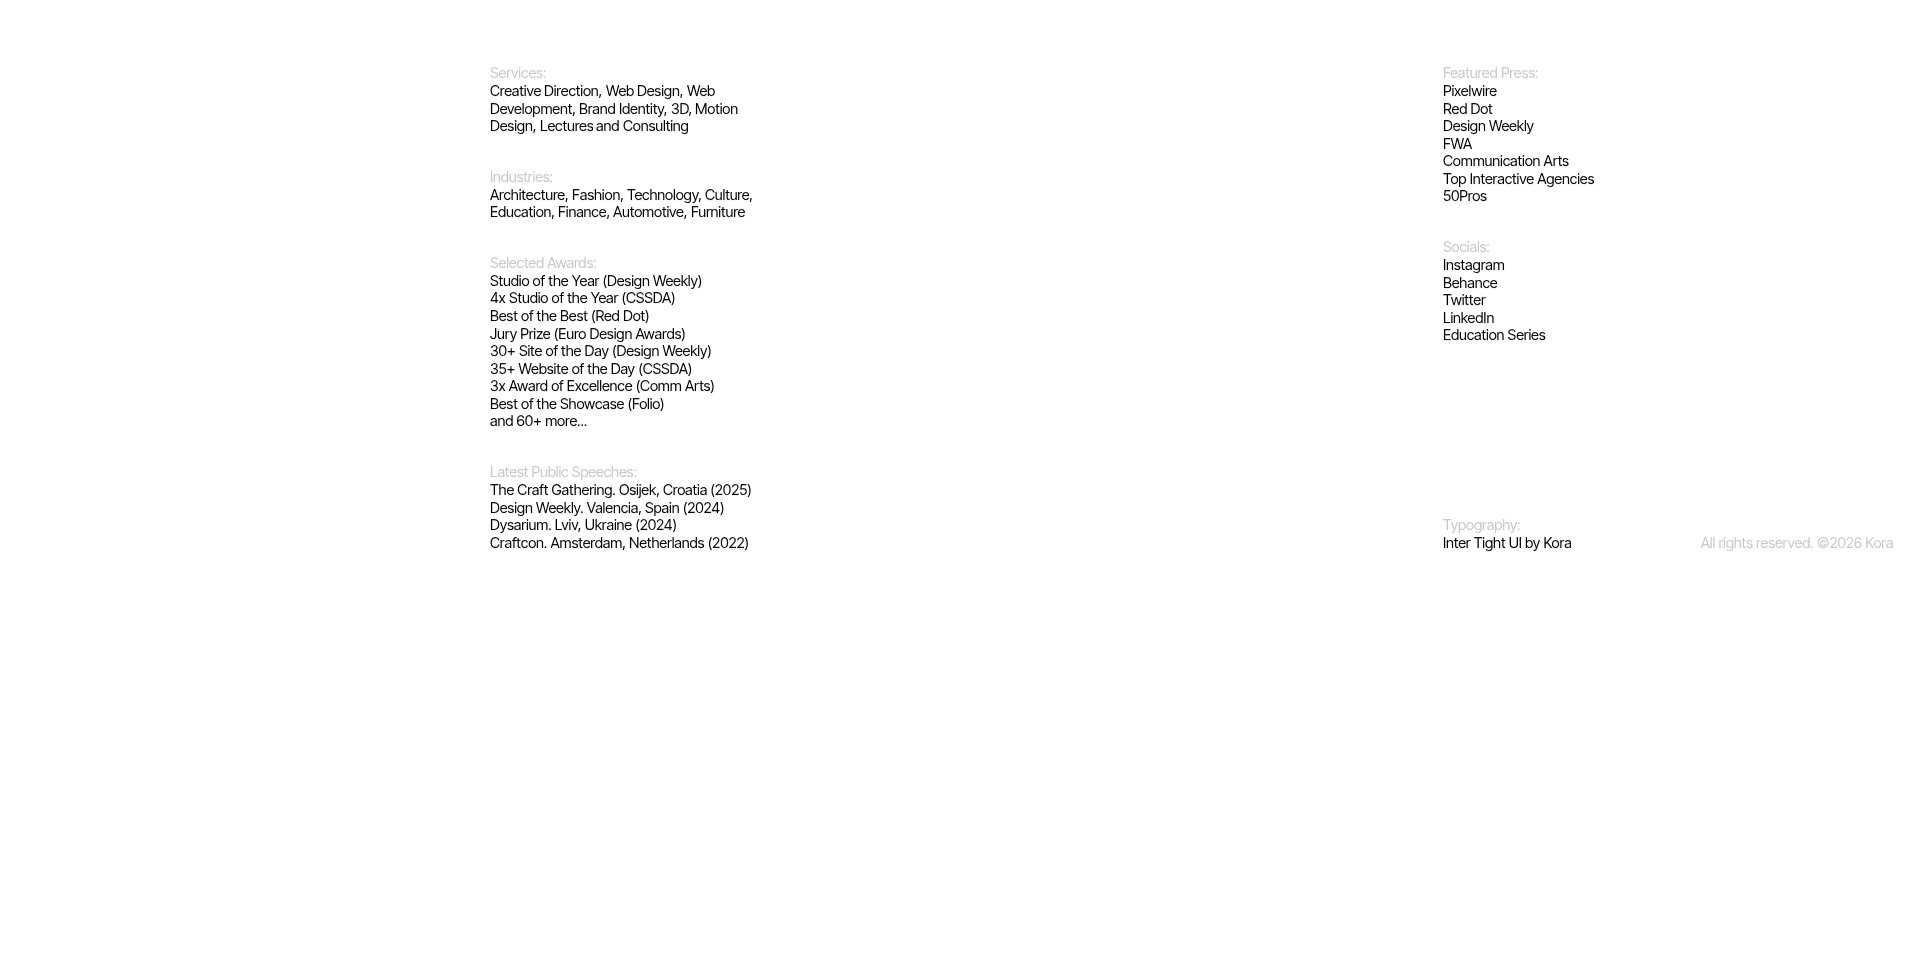 Services:
Creative Direction, Web Design, Web
Development, Brand Identity, 3D, Motion
Design, Lectures and Consulting
Industries:
Architecture, Fashion, Technology, Culture,
Education, Finance, Automotive, Furniture
Selected Awards:
Studio of the Year (Design Weekly)
4x Studio of the Year (CSSDA)
Best of the Best (Red Dot)
Jury Prize (Euro Design Awards)
30+ Site of the Day (Design Weekly)
35+ Website of the Day (CSSDA)
3x Award of Excellence (Comm Arts)
Best of the Showcase (Folio)
and 60+ more...
Latest Public Speeches:
The Craft Gathering. Osijek, Croatia (2025)
Design Weekly. Valencia, Spain (2024)
Dysarium. Lviv, Ukraine (2024)
Craftcon. Amsterdam, Netherlands (2022)
Featured Press:
Pixelwire
Red Dot
Design Weekly
FWA
Communication Arts
Top Interactive Agencies
50Pros
Socials:
Instagram
Behance
Twitter
LinkedIn
Education Series
Typography:
Inter Tight UI by Kora
All rights reserved. ©2026 Kora